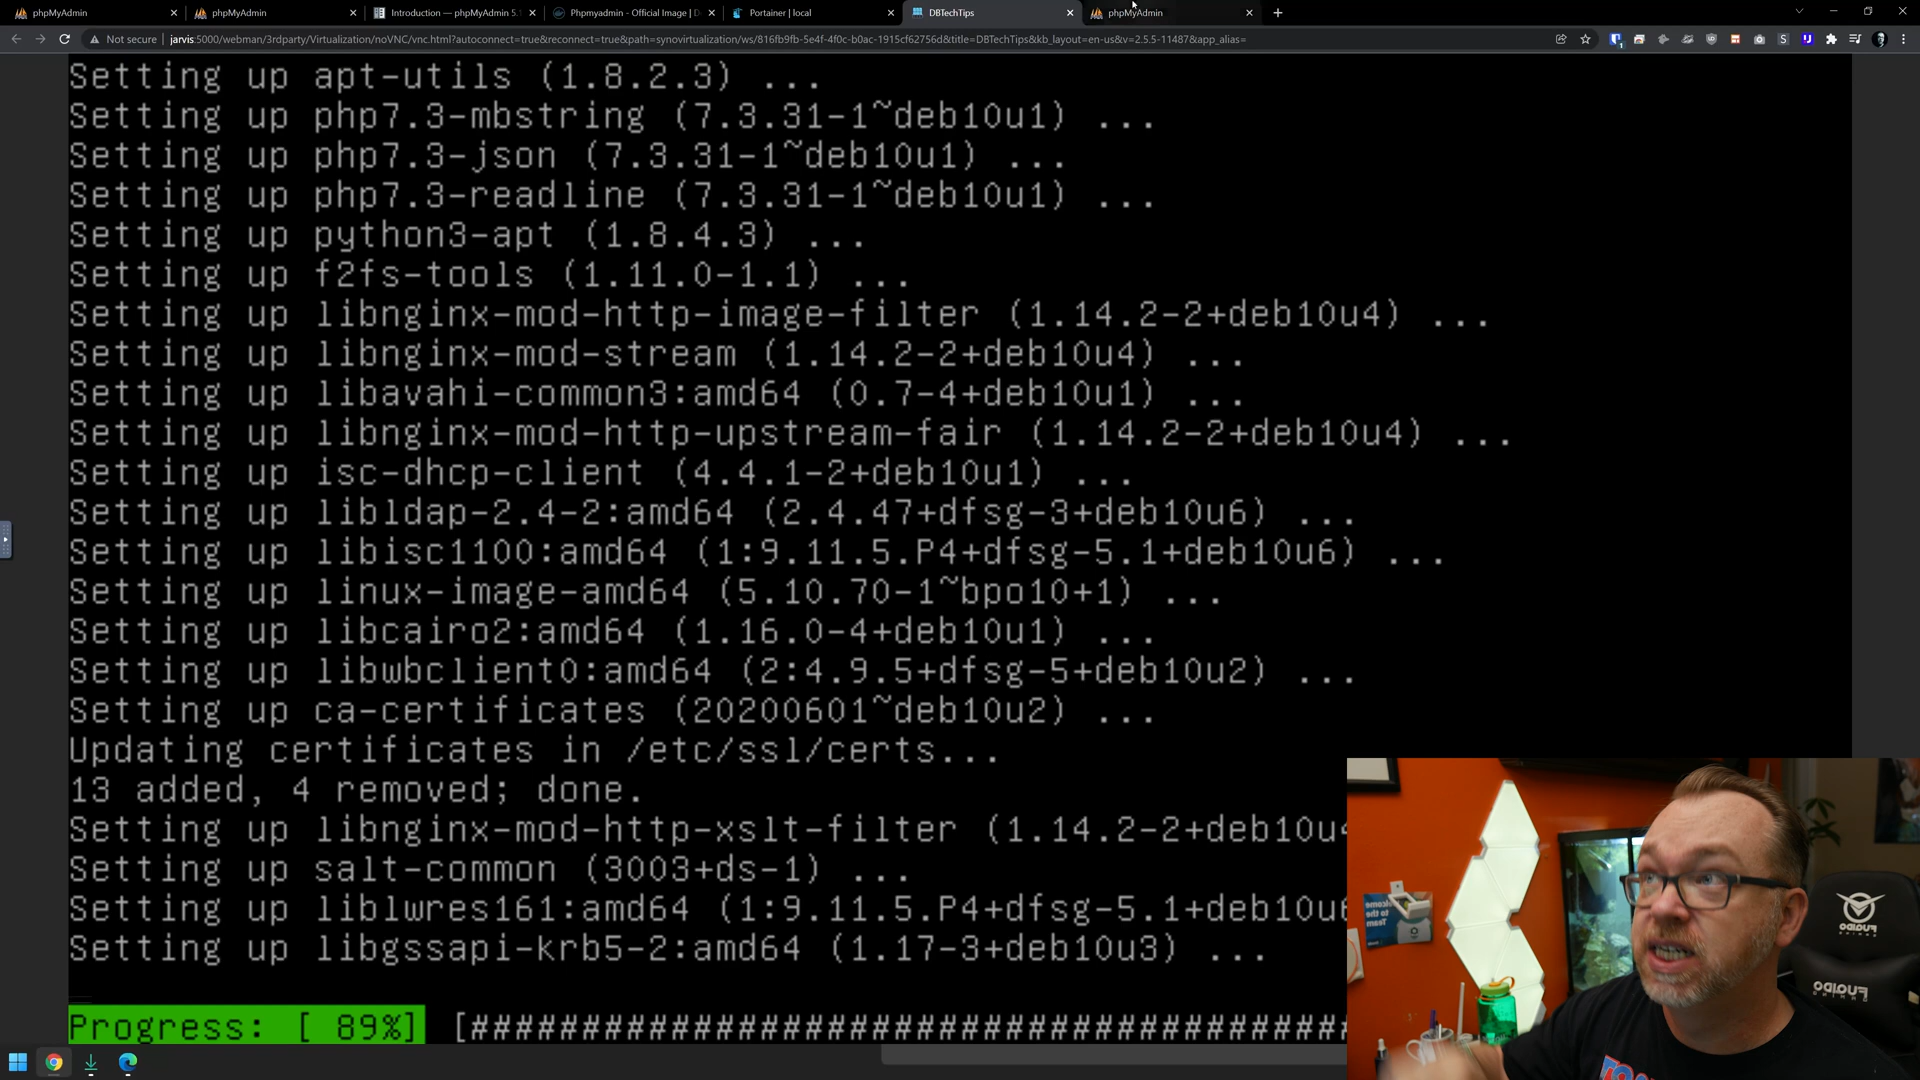 phpMyAdmin
phpMyAdmin
Introduction — phpMyAdmin 5.
Phpmyadmin - Official Image | D
Portainer | local
DBTechTips
phpMyAdmin
Not secure
jarvis:5000/webman/3rdparty/Virtualization/noVNC/vnc.html?autoconnect=true&reconnect=true&path=synovirtualization/ws/816fb9fb-5e4f-4f0c-b0ac-1915cf62756d&title=DBTechTips&kb_layout=en-us&v=2.5.5-11487&app_alias=
Setting up apt-utils (1.8.2.3) ...
Setting up php7.3-mbstring (7.3.31-1~deb10u1) ...
Setting up php7.3-json (7.3.31-1~deb10u1) ...
Setting up php7.3-readline (7.3.31-1~deb10u1) ...
Setting up python3-apt (1.8.4.3) ...
Setting up f2fs-tools (1.11.0-1.1) ...
Setting up libnginx-mod-http-image-filter (1.14.2-2+deb10u4) ...
Setting up libnginx-mod-stream (1.14.2-2+deb10u4) ...
Setting up libavahi-common3:amd64 (0.7-4+deb10u1) ...
Setting up libnginx-mod-http-upstream-fair (1.14.2-2+deb10u4) ...
Setting up isc-dhcp-client (4.4.1-2+deb10u1) ...
Setting up libldap-2.4-2:amd64 (2.4.47+dfsg-3+deb10u6) ...
Setting up libisc1100:amd64 (1:9.11.5.P4+dfsg-5.1+deb10u6) ...
Setting up linux-image-amd64 (5.10.70-1~bpo10+1) ...
Setting up libcairo2:amd64 (1.16.0-4+deb10u1) ...
Setting up libwbclient0:amd64 (2:4.9.5+dfsg-5+deb10u2) ...
Setting up ca-certificates (20200601~deb10u2) ...
Updating certificates in /etc/ssl/certs...
13 added, 4 removed; done.
Setting up libnginx-mod-http-xslt-filter (1.14.2-2+deb10u4
Setting up salt-common (3003+ds-1) ...
Setting up liblwres161:amd64 (1:9.11.5.P4+dfsg-5.1+deb10u6
Setting up libgssapi-krb5-2:amd64 (1.17-3+deb10u3) ...
Progress: [ 89%] [########################################
Welcome
to the
Team
FUQIDO
FUQIDO